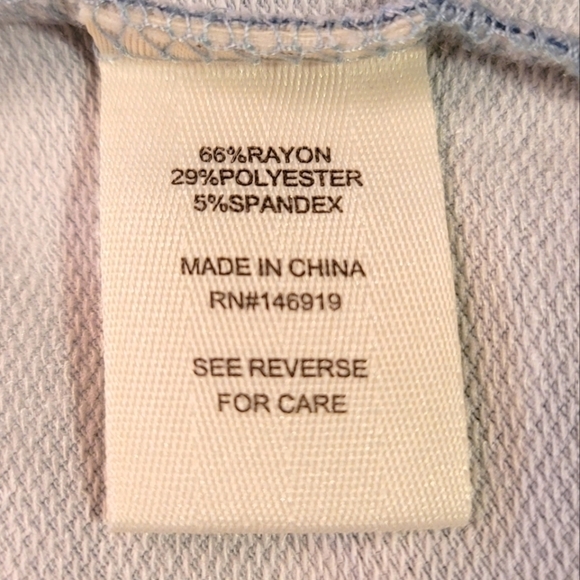 66%RAYON
29%POLYESTER
5%SPANDEX
MADE IN CHINA
RN#146919
SEE REVERSE
FOR CARE